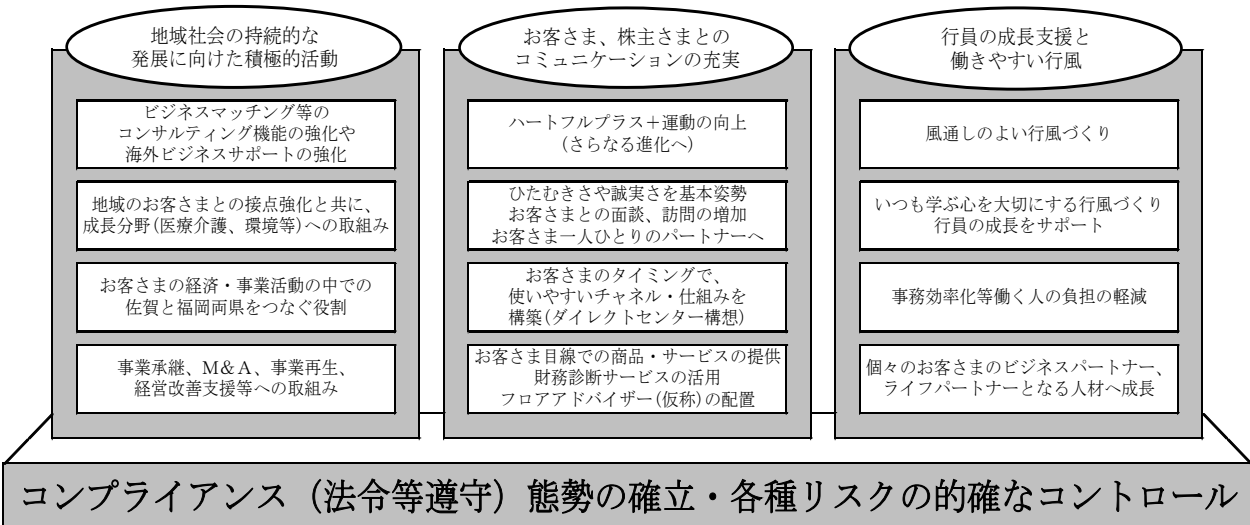 地域社会の持続的な
発展に向けた積極的活動
ビジネスマッチング等の
コンサルティング機能の強化や
海外ビジネスサポートの強化
地域のお客さまとの接点強化と共に、
成長分野(医療介護、環境等)への取組み
お客さまの経済・事業活動の中での
佐賀と福岡両県をつなぐ役割
事業承継、M＆A、事業再生、
経営改善支援等への取組み
お客さま、株主さまとの
コミュニケーションの充実
ハートフルプラス＋運動の向上
(さらなる進化へ)
ひたむきさや誠実さを基本姿勢
お客さまとの面談、訪問の増加
お客さま一人ひとりのパートナーへ
お客さまのタイミングで、
使いやすいチャネル・仕組みを
構築(ダイレクトセンター構想)
お客さま目線での商品・サービスの提供
財務診断サービスの活用
フロアアドバイザー(仮称)の配置
行員の成長支援と
働きやすい行風
風通しのよい行風づくり
いつも学ぶ心を大切にする行風づくり
行員の成長をサポート
事務効率化等働く人の負担の軽減
個々のお客さまのビジネスパートナー、
ライフパートナーとなる人材へ成長
コンプライアンス（法令等遵守）態勢の確立・各種リスクの的確なコントロール